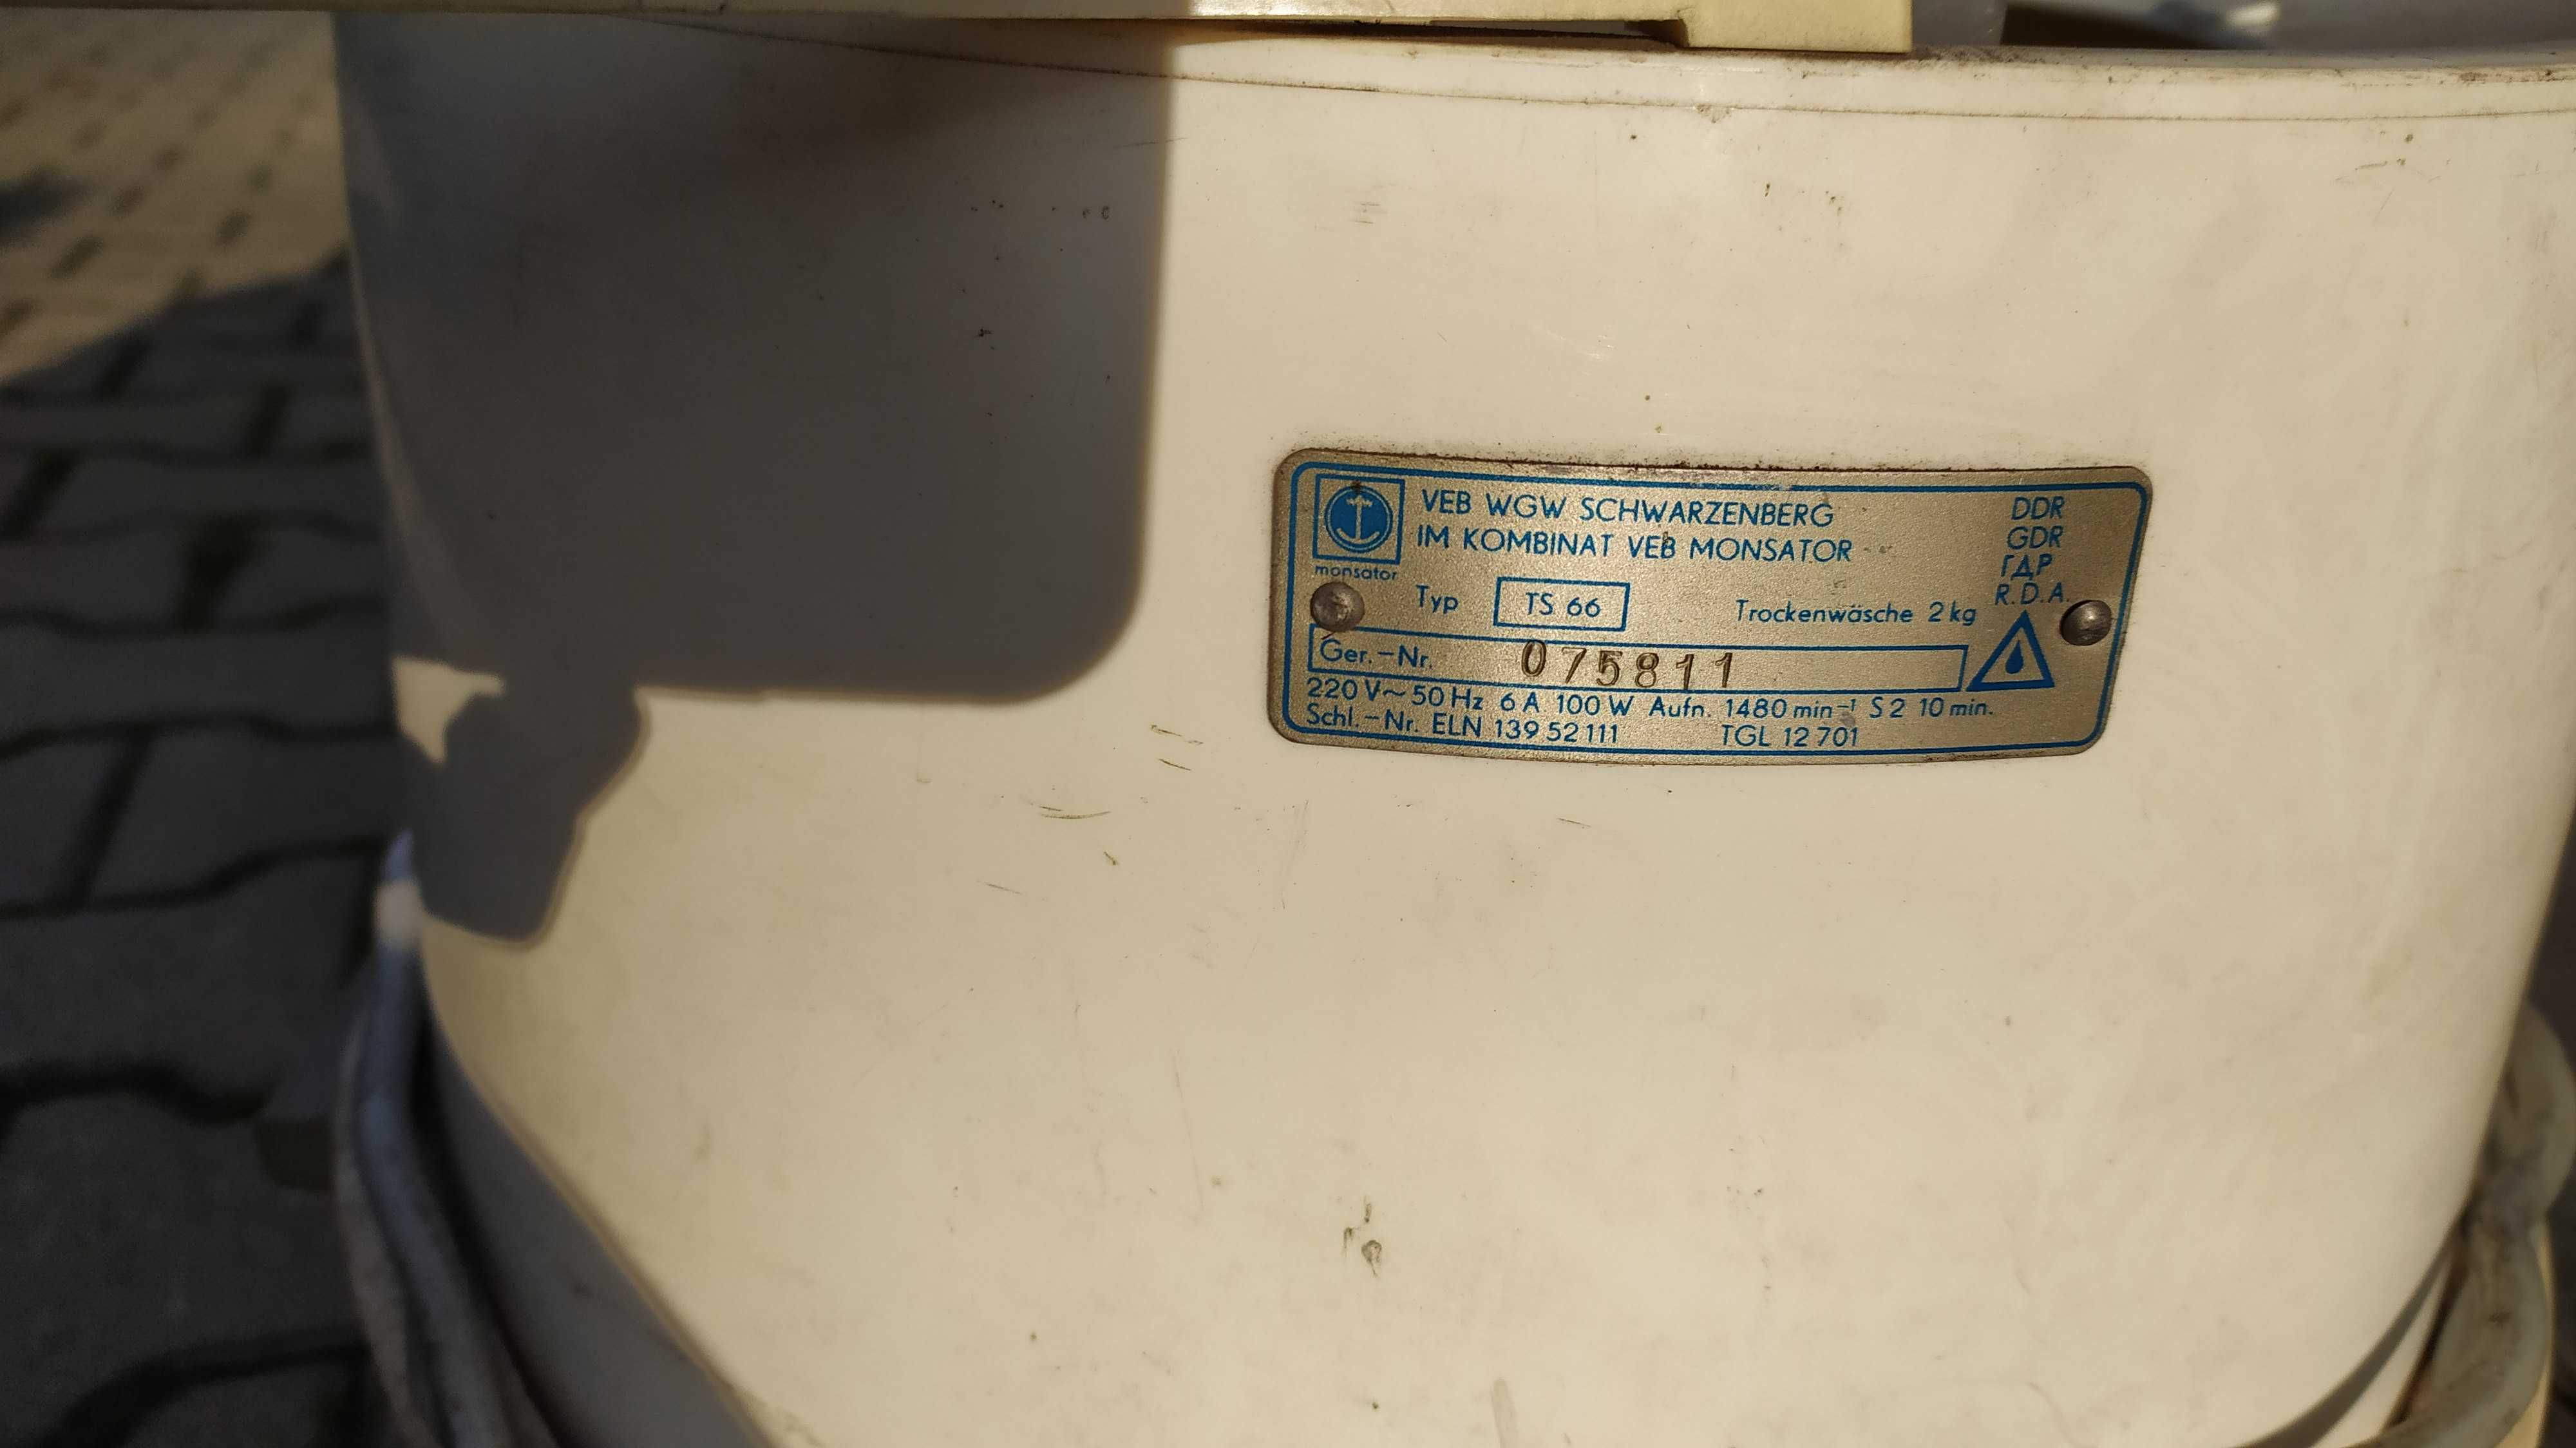 VEB WGW SCHWARZENBERG
IM KOMBINAT VEB MONSATOR
DDR
GDR
ГДР
R.D.A.
monsator
Typ TS 66 Trockenwäsche 2 kg
Ger.-Nr. 075811
220 V~ 50 Hz 6 A 100 W Aufn. 1480 min⁻¹ S 2 10 min.
Schl.-Nr. ELN 139 52 111 TGL 12 701